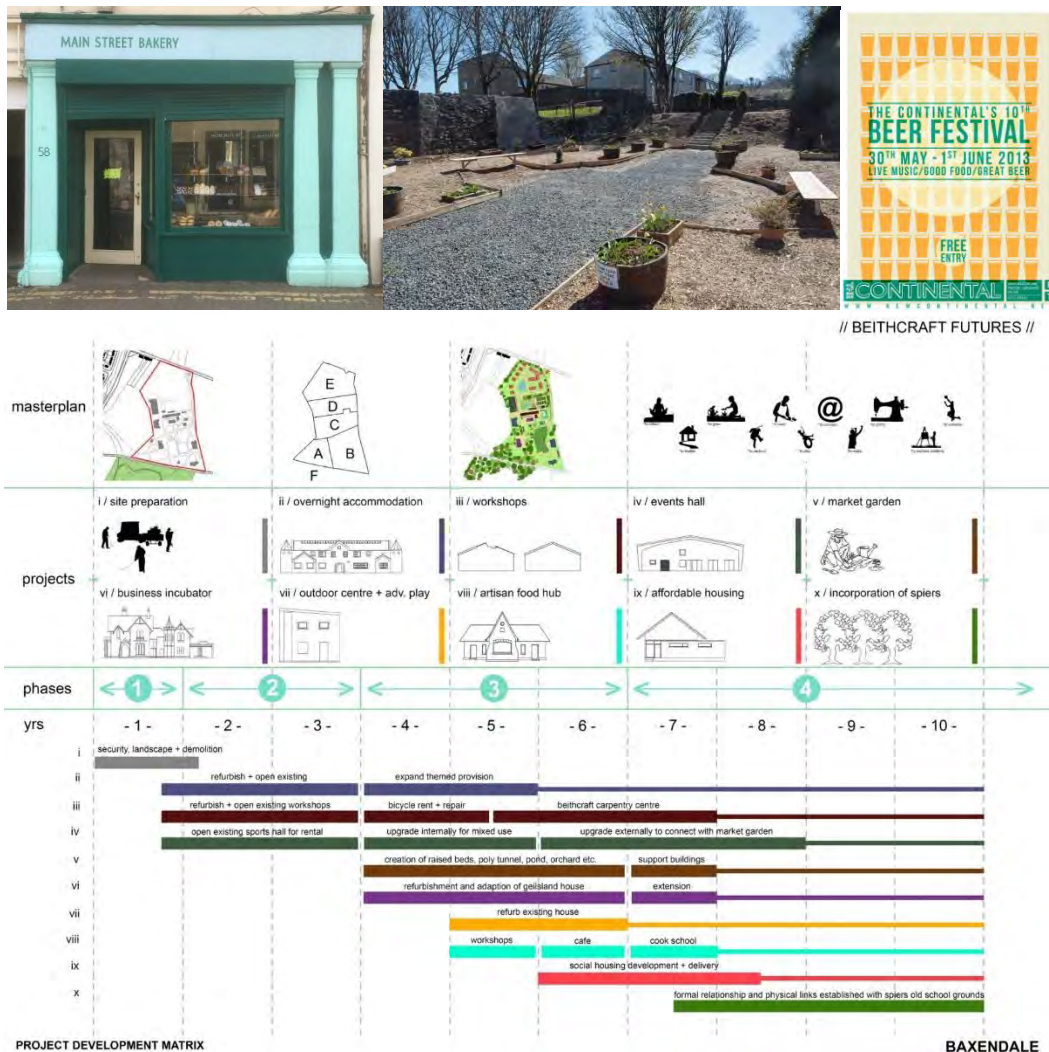 MAIN STREET BAKERY
58
THE CONTINENTAL'S 10TH
BEER FESTIVAL
30TH MAY - 1ST JUNE 2013
LIVE MUSIC/GOOD FOOD/GREAT BEER
FREE
ENTRY
CONTINENTAL
WWW.NEWCONTINENTAL.NE
// BEITHCRAFT FUTURES //
masterplan
E
D
C
A B
F
@
projects
i / site preparation
ii / overnight accommodation
iii / workshops
iv / events hall
v / market garden
vi / business incubator
vii / outdoor centre + adv. play
viii / artisan food hub
ix / affordable housing
x / incorporation of spiers
phases 1 2 3 4
yrs - 1 - - 2 - - 3 - - 4 - - 5 - - 6 - - 7 - - 8 - - 9 - - 10 -
i security, landscape + demolition
ii refurbish + open existing expand themed provision
iii refurbish + open existing workshops bicycle rent + repair beithcraft carpentry centre
iv open existing sports hall for rental upgrade internally for mixed use upgrade externally to connect with market garden
v creation of raised beds, poly tunnel, pond, orchard etc. support buildings
vi refurbishment and adaption of geilsland house extension
vii refurb existing house
viii workshops cafe cook school
ix social housing development + delivery
x formal relationship and physical links established with spiers old school grounds
PROJECT DEVELOPMENT MATRIX
BAXENDALE